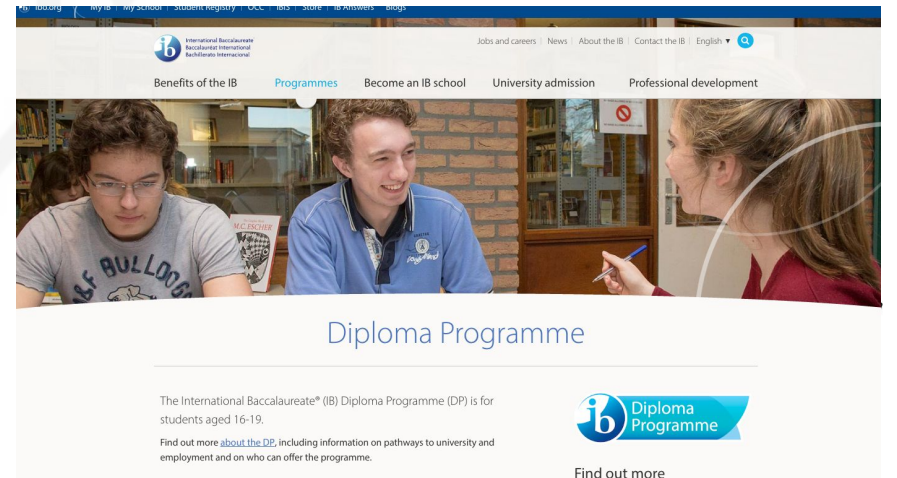 ibo.org My IB | My School | Student Registry | OCC | IBIS | Store | IB Answers Blogs
ib International Baccalaureate
Baccalauréat International
Bachillerato Internacional
Jobs and careers | News | About the IB | Contact the IB | English ▼
Benefits of the IB Programmes Become an IB school University admission Professional development
M.C. ESCHER
BULLDOGS
Diploma Programme
The International Baccalaureate® (IB) Diploma Programme (DP) is for
students aged 16-19.
Find out more about the DP, including information on pathways to university and
employment and on who can offer the programme.
ib Diploma
Programme
Find out more